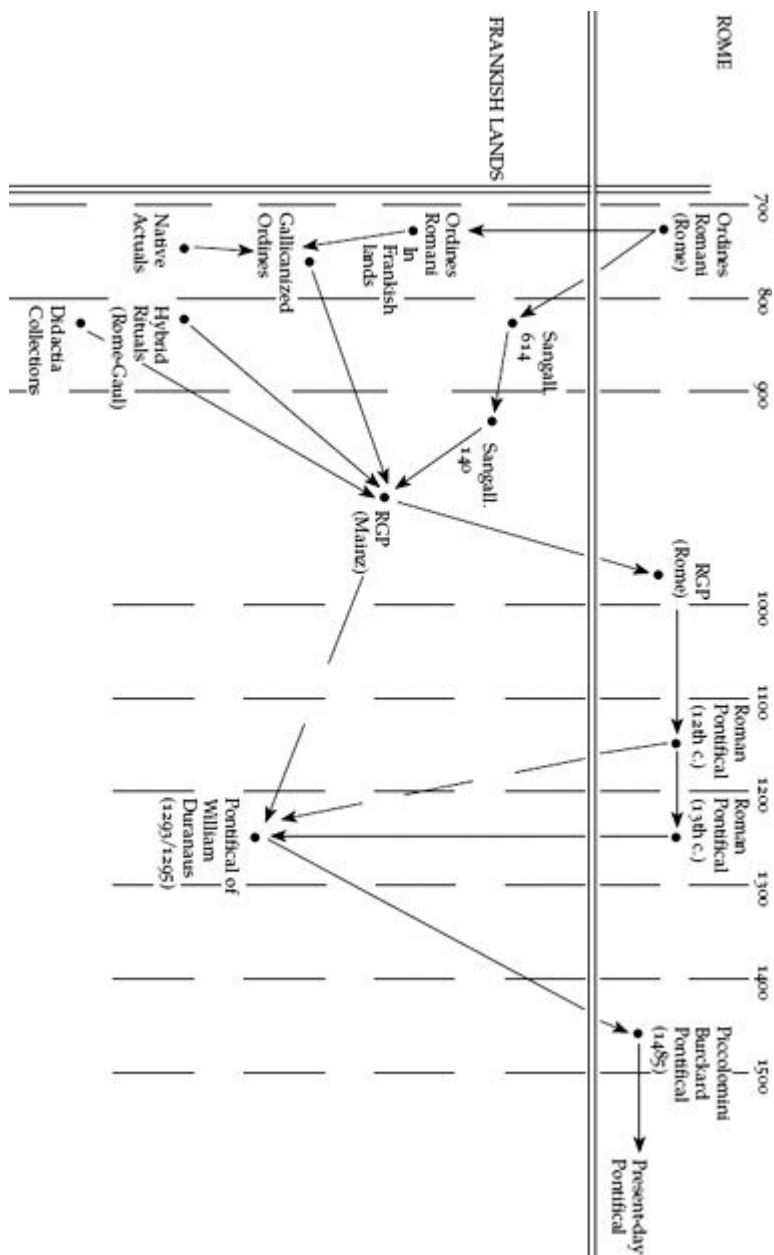 ROME
FRANKISH LANDS
700
800
900
1000
1100
1200
1300
1400
1500
Ordines
Romani
(Rome)
RGP
(Rome)
Roman
Pontifical
(12th c.)
Roman
Pontifical
(13th c.)
Piccolomini
Burckard
Pontifical
(1485)
Present-day
Pontifical
Ordines
Romani
In
Frankish
lands
Sangall.
614
Sangall.
140
Gallicanized
Ordines
RGP
(Mainz)
Native
Actuals
Hybrid
Rituals
(Rome-Gaul)
Didactia
Collections
Pontifical of
William
Duranaus
(1293/1295)